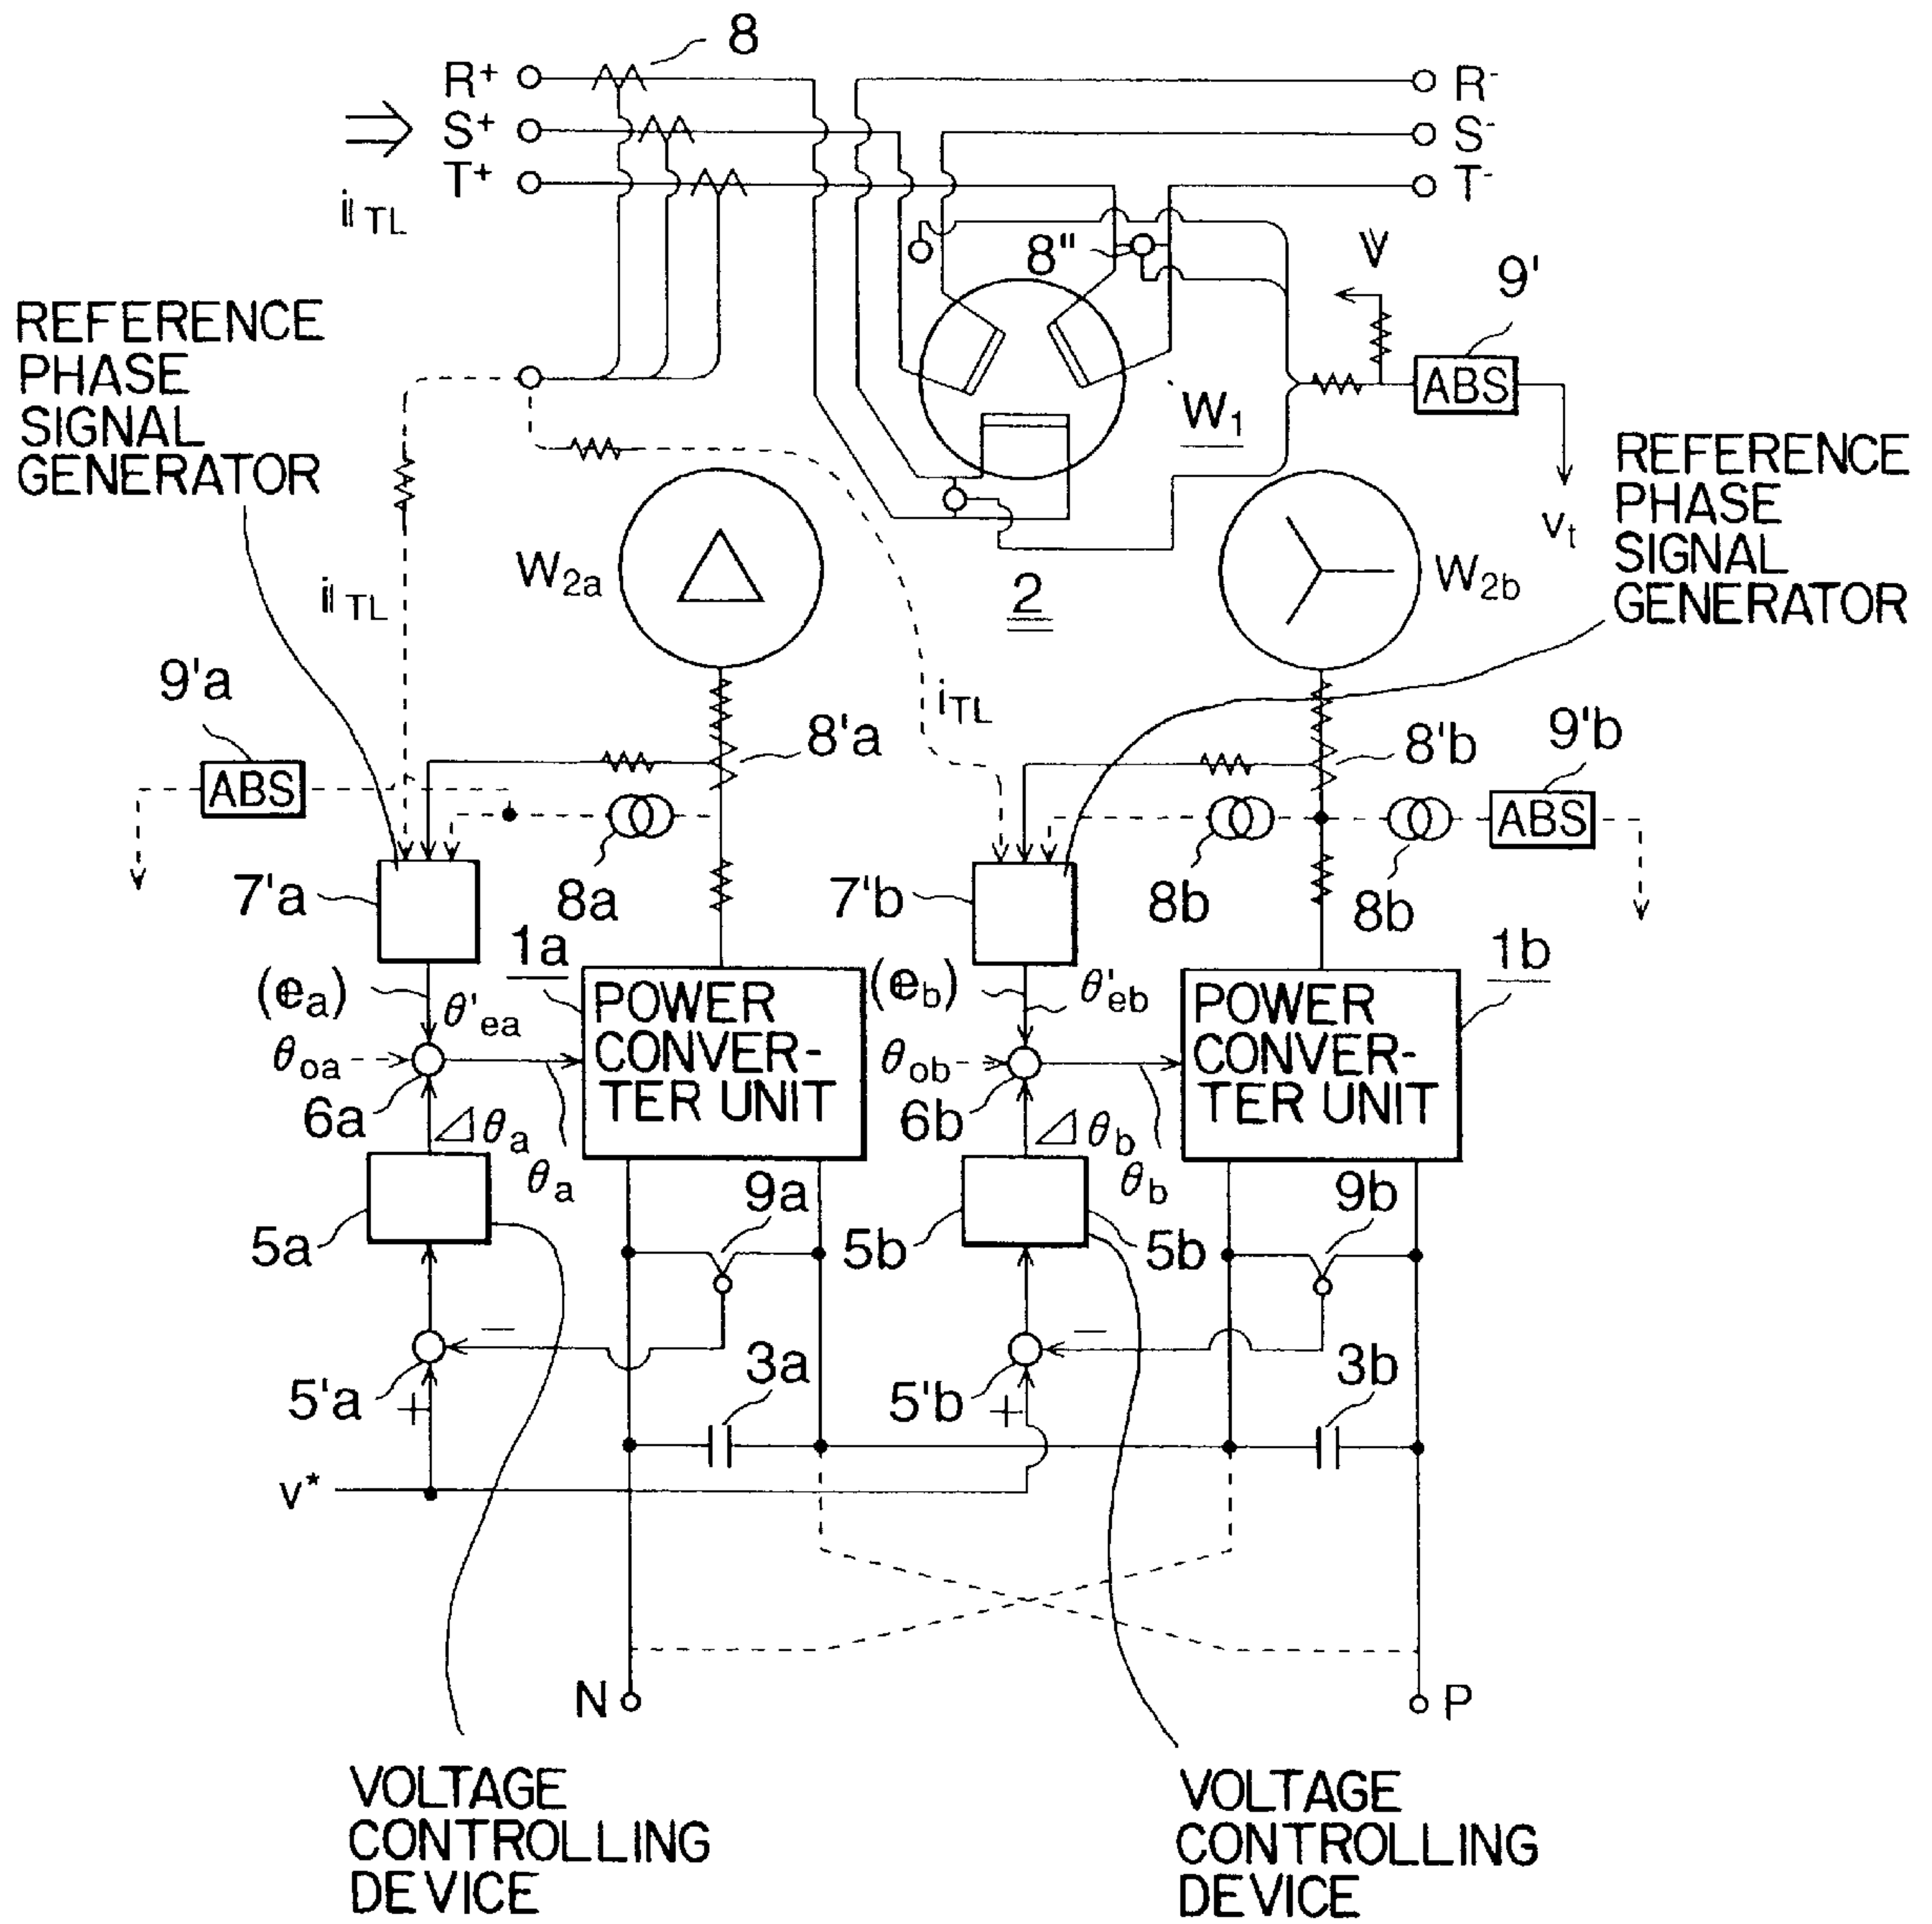 8
R+
R-
S+
S-
T+
T-
i TL
8"
V
9'
REFERENCE
PHASE
SIGNAL
GENERATOR
ABS
W1
REFERENCE
PHASE
SIGNAL
GENERATOR
vt
W2a
2
W2b
i TL
iTL
9'a
8'a
8'b
9'b
ABS
ABS
7'a
8a
7'b
8b
8b
1a
1b
(ea)
θ'ea
POWER
CONVER-
TER UNIT
(eb)
θ'eb
POWER
CONVER-
TER UNIT
θoa
θob
6a
Δθa
6b
Δθb
θa
θb
9a
9b
5a
5b
5b
−
−
3a
3b
5'a
+
5'b
+
v*
N
P
VOLTAGE
CONTROLLING
DEVICE
VOLTAGE
CONTROLLING
DEVICE